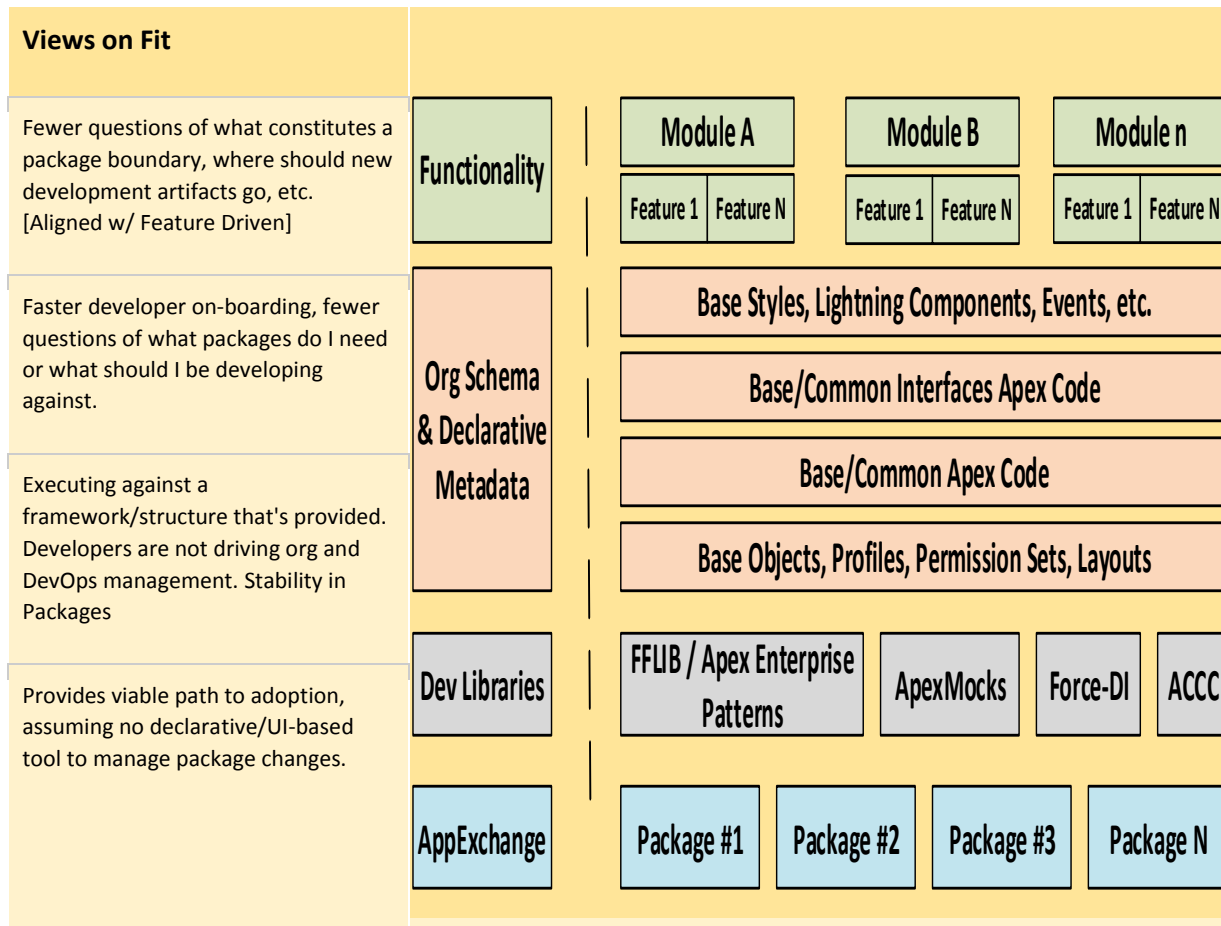 Views on Fit
Fewer questions of what constitutes a
package boundary, where should new
development artifacts go, etc.
[Aligned w/ Feature Driven]
Faster developer on-boarding, fewer
questions of what packages do I need
or what should I be developing
against.
Executing against a
framework/structure that's provided.
Developers are not driving org and
DevOps management. Stability in
Packages
Provides viable path to adoption,
assuming no declarative/UI-based
tool to manage package changes.
Functionality
Module A
Module B
Module n
Feature 1
Feature N
Feature 1
Feature N
Feature 1
Feature N
Org Schema
& Declarative
Metadata
Base Styles, Lightning Components, Events, etc.
Base/Common Interfaces Apex Code
Base/Common Apex Code
Base Objects, Profiles, Permission Sets, Layouts
Dev Libraries
FFLIB / Apex Enterprise
Patterns
ApexMocks
Force-DI
ACCC
AppExchange
Package #1
Package #2
Package #3
Package N